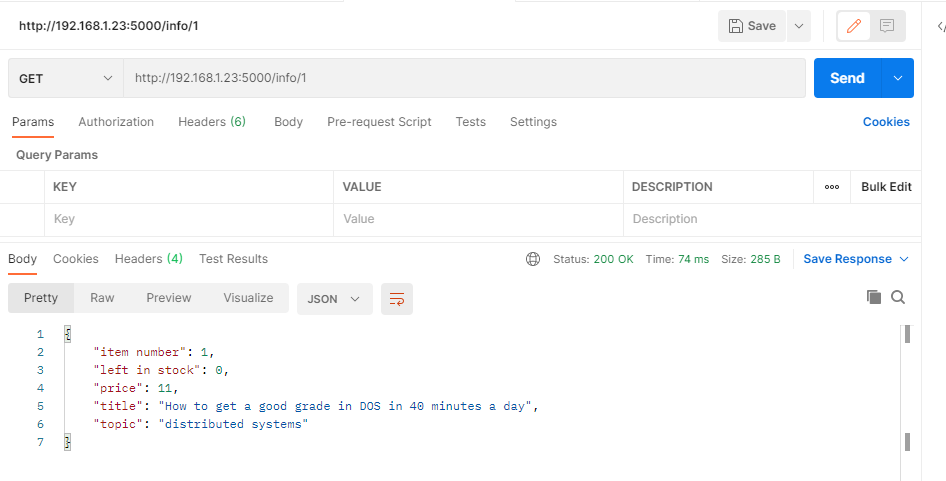 http://192.168.1.23:5000/info/1 Save
GET http://192.168.1.23:5000/info/1 Send
Params Authorization Headers (6) Body Pre-request Script Tests Settings Cookies
Query Params
KEY VALUE DESCRIPTION ooo Bulk Edit
Key Value Description
Body Cookies Headers (4) Test Results Status: 200 OK Time: 74 ms Size: 285 B Save Response
Pretty Raw Preview Visualize JSON
1 {
2 "item number": 1,
3 "left in stock": 0,
4 "price": 11,
5 "title": "How to get a good grade in DOS in 40 minutes a day",
6 "topic": "distributed systems"
7 }